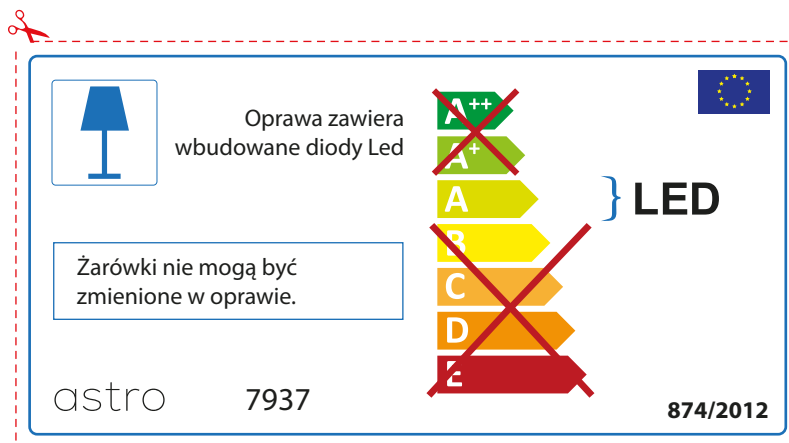 Oprawa zawiera
wbudowane diody Led
A++
A+
A
B
C
D
E
LED
Żarówki nie mogą być
zmienione w oprawie.
astro
7937
874/2012